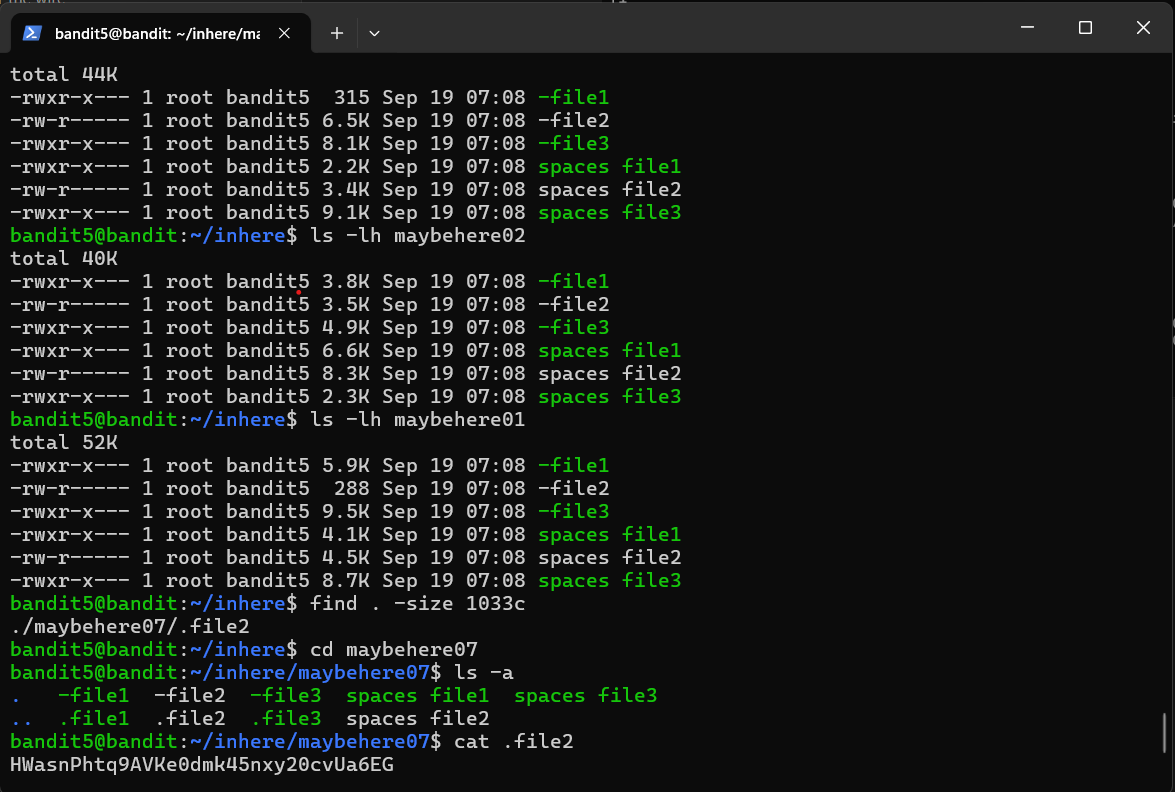 bandit5@bandit: ~/inhere/ma
total 44K
-rwxr-x--- 1 root bandit5  315 Sep 19 07:08 -file1
-rw-r----- 1 root bandit5 6.5K Sep 19 07:08 -file2
-rwxr-x--- 1 root bandit5 8.1K Sep 19 07:08 -file3
-rwxr-x--- 1 root bandit5 2.2K Sep 19 07:08 spaces file1
-rw-r----- 1 root bandit5 3.4K Sep 19 07:08 spaces file2
-rwxr-x--- 1 root bandit5 9.1K Sep 19 07:08 spaces file3
bandit5@bandit:~/inhere$ ls -lh maybehere02
total 40K
-rwxr-x--- 1 root bandit5 3.8K Sep 19 07:08 -file1
-rw-r----- 1 root bandit5 3.5K Sep 19 07:08 -file2
-rwxr-x--- 1 root bandit5 4.9K Sep 19 07:08 -file3
-rwxr-x--- 1 root bandit5 6.6K Sep 19 07:08 spaces file1
-rw-r----- 1 root bandit5 8.3K Sep 19 07:08 spaces file2
-rwxr-x--- 1 root bandit5 2.3K Sep 19 07:08 spaces file3
bandit5@bandit:~/inhere$ ls -lh maybehere01
total 52K
-rwxr-x--- 1 root bandit5 5.9K Sep 19 07:08 -file1
-rw-r----- 1 root bandit5  288 Sep 19 07:08 -file2
-rwxr-x--- 1 root bandit5 9.5K Sep 19 07:08 -file3
-rwxr-x--- 1 root bandit5 4.1K Sep 19 07:08 spaces file1
-rw-r----- 1 root bandit5 4.5K Sep 19 07:08 spaces file2
-rwxr-x--- 1 root bandit5 8.7K Sep 19 07:08 spaces file3
bandit5@bandit:~/inhere$ find . -size 1033c
./maybehere07/.file2
bandit5@bandit:~/inhere$ cd maybehere07
bandit5@bandit:~/inhere/maybehere07$ ls -a
.   -file1  -file2  -file3  spaces file1  spaces file3
..  .file1  .file2  .file3  spaces file2
bandit5@bandit:~/inhere/maybehere07$ cat .file2
HWasnPhtq9AVKe0dmk45nxy20cvUa6EG